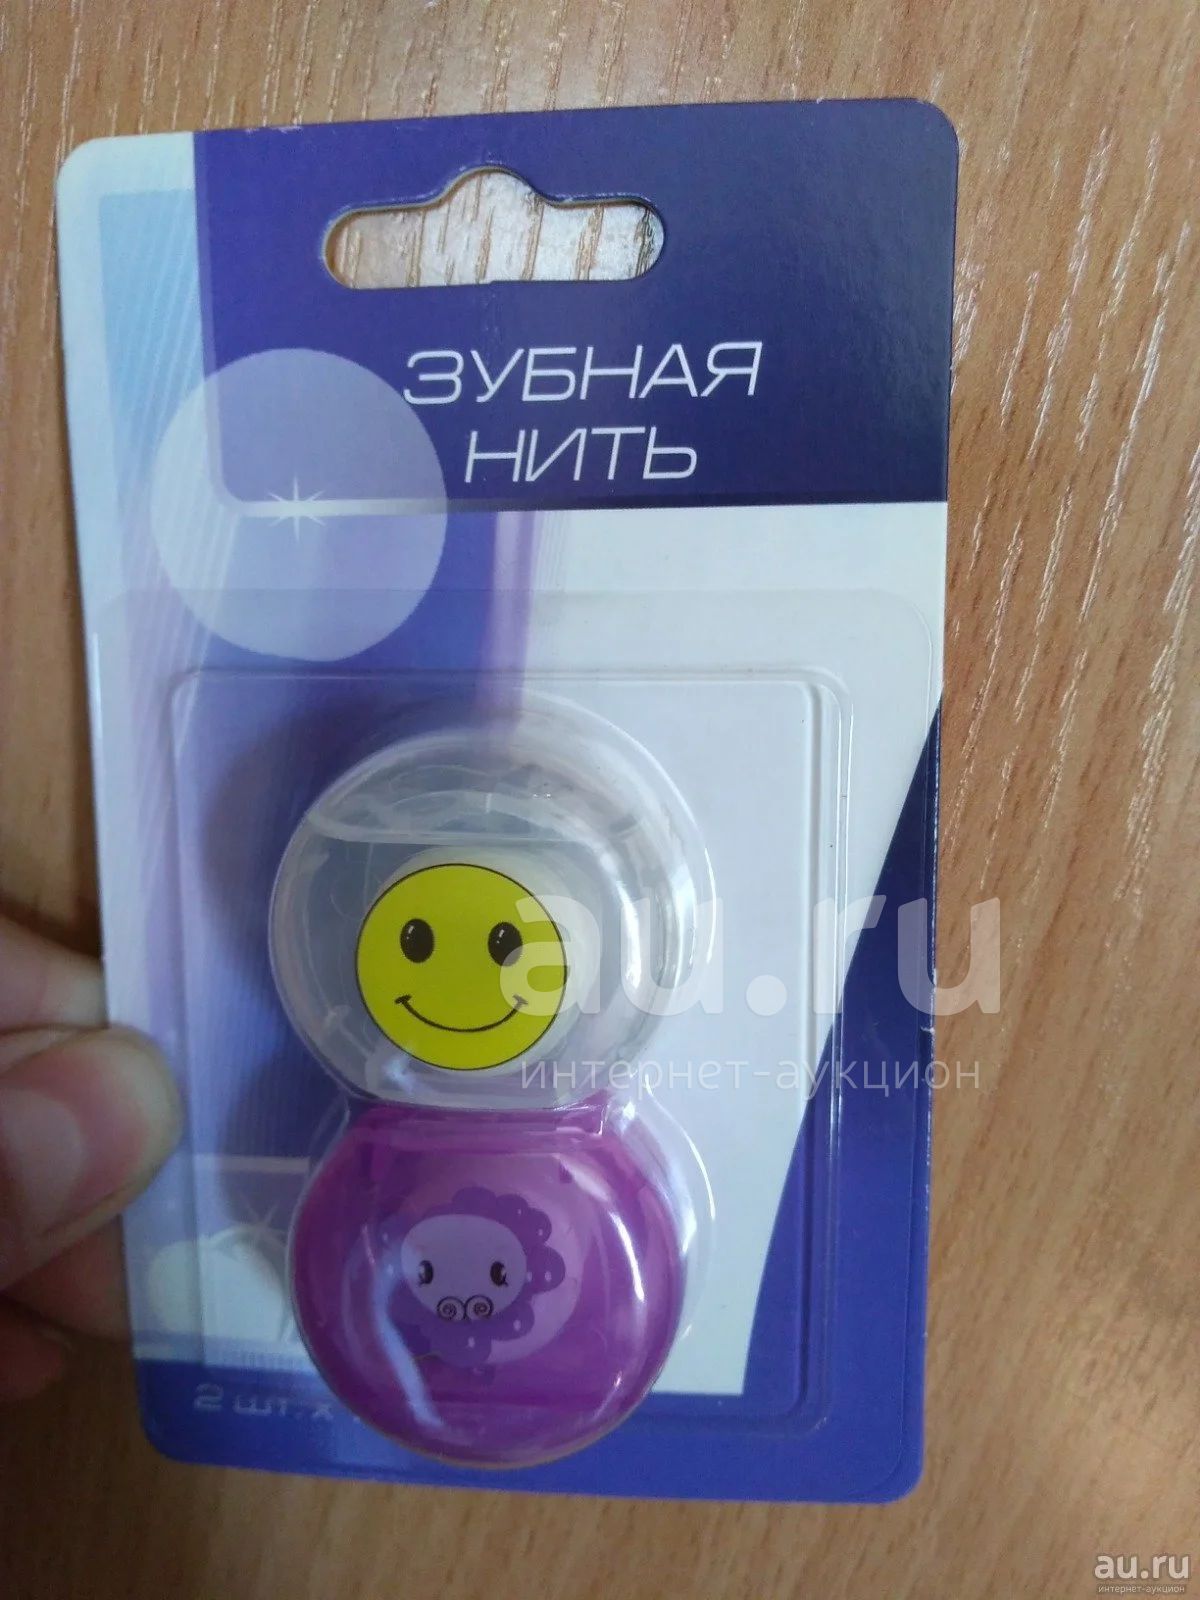 ЗУБНАЯ
НИТЬ
au.ru
интернет-аукцион
2 шт. x
au.ru
интернет-аукцион